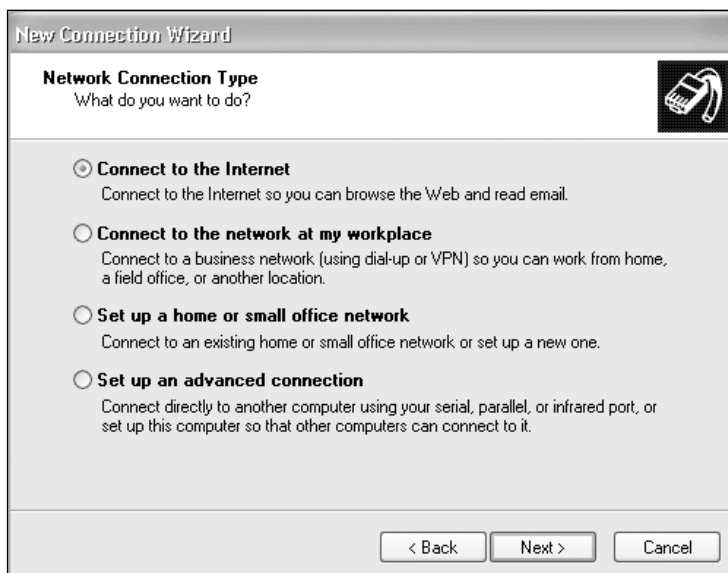 New Connection Wizard
Network Connection Type
What do you want to do?
Connect to the Internet
Connect to the Internet so you can browse the Web and read email.
Connect to the network at my workplace
Connect to a business network (using dial-up or VPN) so you can work from home,
a field office, or another location.
Set up a home or small office network
Connect to an existing home or small office network or set up a new one.
Set up an advanced connection
Connect directly to another computer using your serial, parallel, or infrared port, or
set up this computer so that other computers can connect to it.
< Back Next > Cancel